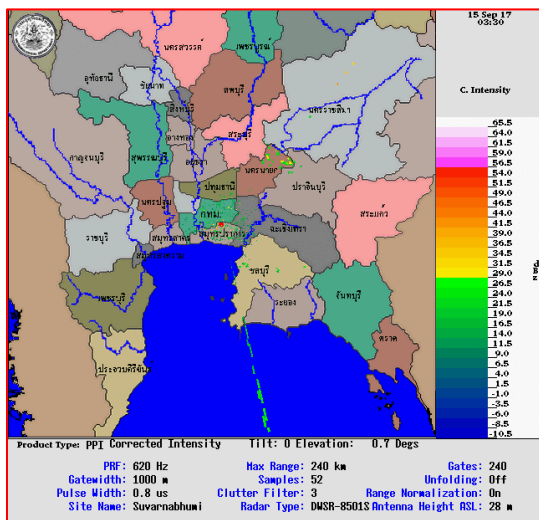 15 Sep 17
03:30
C. Intensity
นครสวรรค์
เพชรบูรณ์
อุทัยธานี
ชัยนาท
สิงห์บุรี
ลพบุรี
นครราชสีมา
อ่างทอง
สระบุรี
กาญจนบุรี
สุพรรณบุรี
อยุธยา
นครนายก
ปราจีนบุรี
ปทุมธานี
นครปฐม
กทม.
สระแก้ว
ฉะเชิงเทรา
ราชบุรี
สมุทรสาคร
สมุทรปราการ
สมุทรสงคราม
ชลบุรี
เพชรบุรี
ระยอง
จันทบุรี
ตราด
ประจวบคีรีขันธ์
65.5
64.0
61.5
59.0
56.5
54.0
51.5
49.0
46.5
44.0
41.5
39.0
36.5
34.0
31.5
29.0
26.5
24.0
21.5
19.0
16.5
14.0
11.5
9.0
6.5
4.0
1.5
-1.0
-3.5
-6.0
-8.5
-10.5
Product Type: PPI Corrected Intensity Tilt: 0 Elevation: 0.7 Degs
PRF: 620 Hz Max Range: 240 km Gates: 240
Gatewidth: 1000 m Samples: 52 Unfolding: Off
Pulse Width: 0.8 us Clutter Filter: 3 Range Normalization: On
Site Name: Suvarnabhumi Radar Type: DWSR-8501S Antenna Height ASL: 28 m